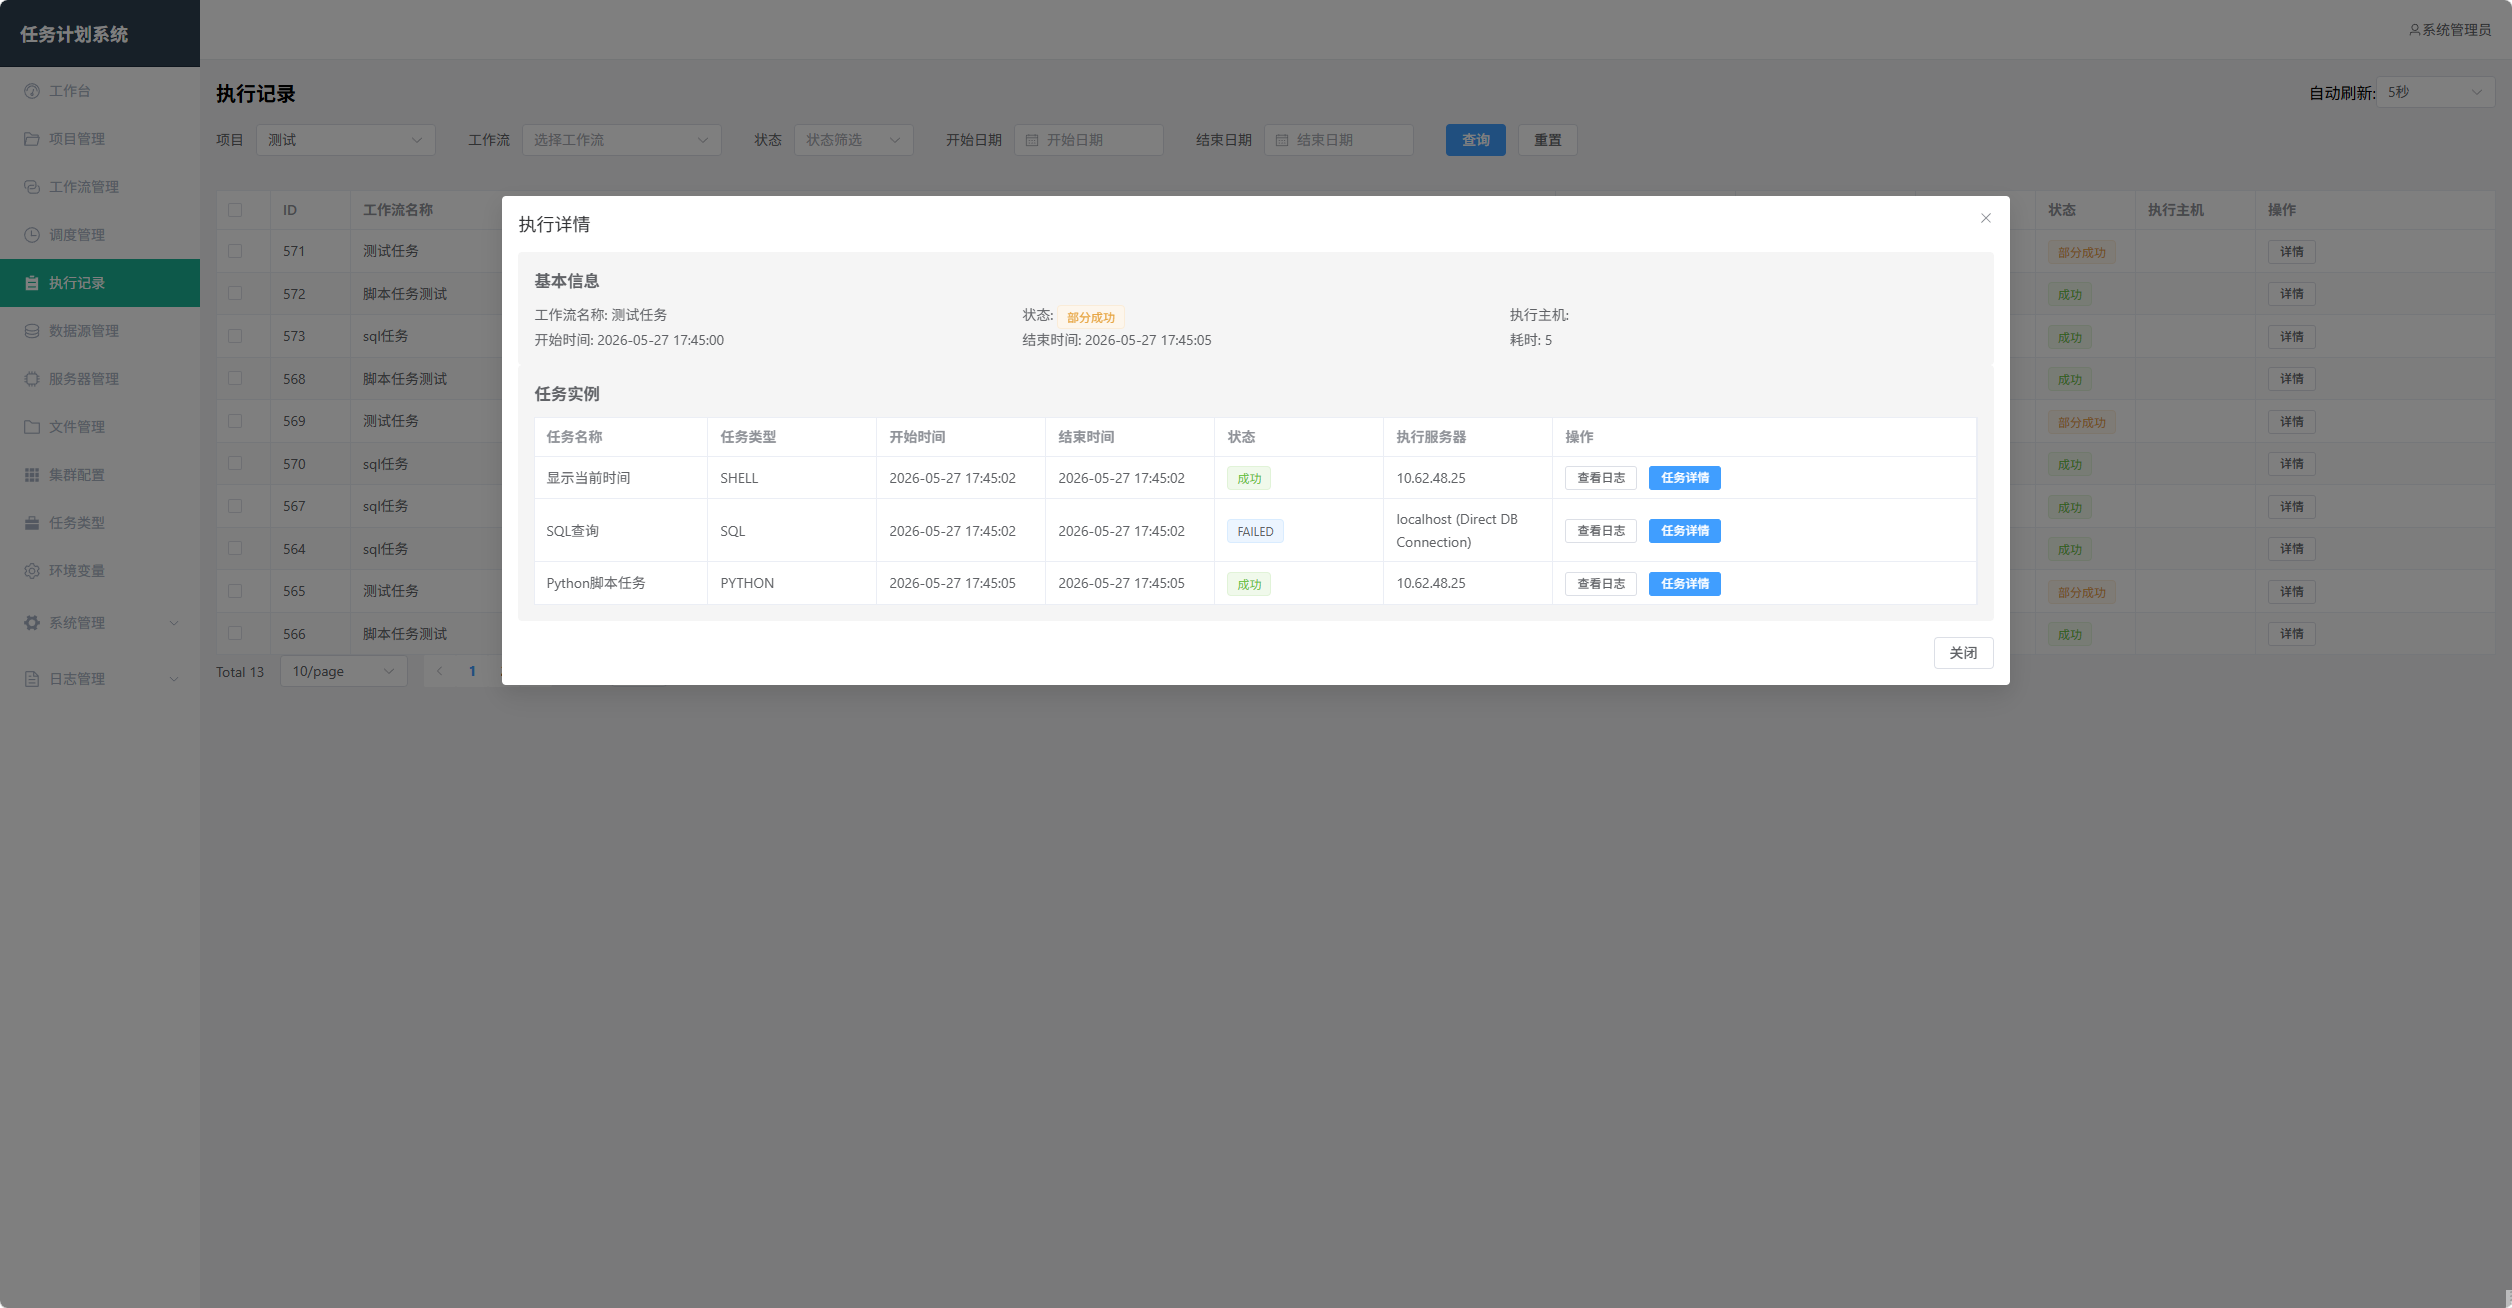 任务计划系统
系统管理员
工作台
项目管理
工作流管理
调度管理
执行记录
数据源管理
服务器管理
文件管理
集群配置
任务类型
环境变量
系统管理
日志管理
执行记录
自动刷新: 5秒
项目 测试 工作流 选择工作流 状态 状态筛选 开始日期 开始日期 结束日期 结束日期 查询 重置
ID 工作流名称 状态 执行主机 操作
571 测试任务 部分成功 详情
572 脚本任务测试 成功 详情
573 sql任务 成功 详情
568 脚本任务测试 成功 详情
569 测试任务 部分成功 详情
570 sql任务 成功 详情
567 sql任务 成功 详情
564 sql任务 成功 详情
565 测试任务 部分成功 详情
566 脚本任务测试 成功 详情
Total 13 10/page 1
执行详情
基本信息
工作流名称: 测试任务 状态: 部分成功 执行主机:
开始时间: 2026-05-27 17:45:00 结束时间: 2026-05-27 17:45:05 耗时: 5
任务实例
任务名称 任务类型 开始时间 结束时间 状态 执行服务器 操作
显示当前时间 SHELL 2026-05-27 17:45:02 2026-05-27 17:45:02 成功 10.62.48.25 查看日志 任务详情
SQL查询 SQL 2026-05-27 17:45:02 2026-05-27 17:45:02 FAILED localhost (Direct DB Connection) 查看日志 任务详情
Python脚本任务 PYTHON 2026-05-27 17:45:05 2026-05-27 17:45:05 成功 10.62.48.25 查看日志 任务详情
关闭